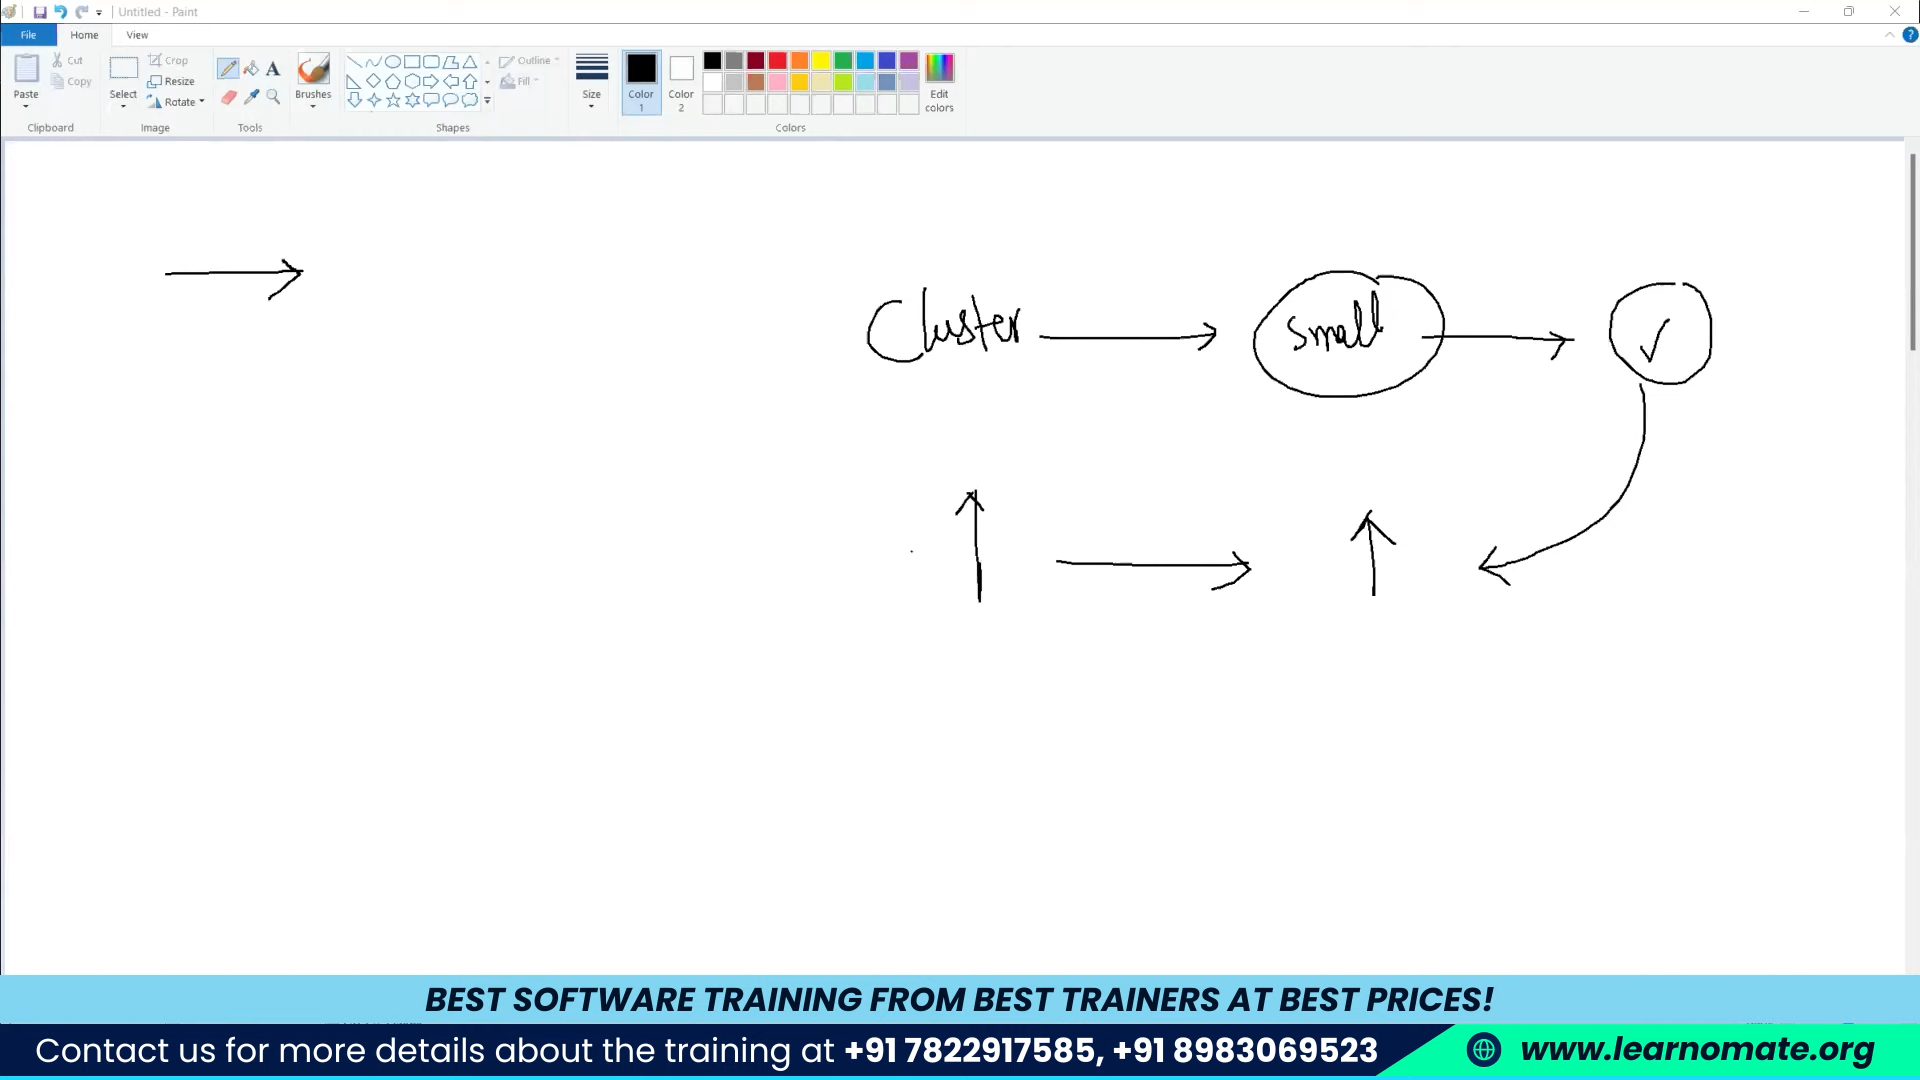 Untitled - Paint
File Home View
Paste
Cut
Copy
Clipboard
Select
Crop
Resize
Rotate
Image
Tools
Brushes
Shapes
Outline
Fill
Size
Color 1
Color 2
Colors
Edit colors
Cluster small
BEST SOFTWARE TRAINING FROM BEST TRAINERS AT BEST PRICES!
Contact us for more details about the training at +91 7822917585, +91 8983069523 www.learnomate.org